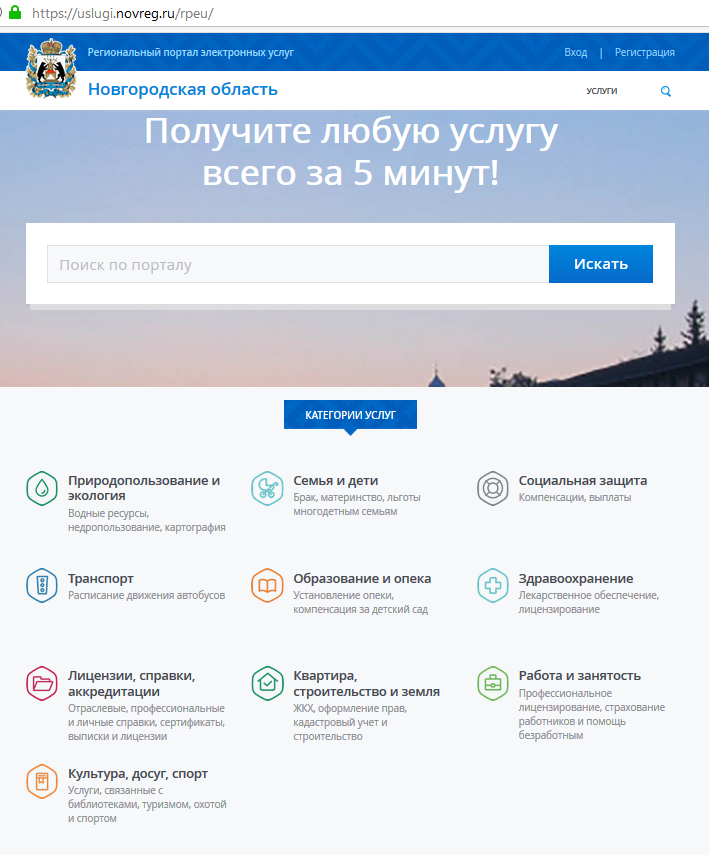 https://uslugi.novreg.ru/rpeu/
Региональный портал электронных услуг
Вход | Регистрация
Новгородская область
УСЛУГИ
Получите любую услугу
всего за 5 минут!
Поиск по порталу
Искать
КАТЕГОРИИ УСЛУГ
Природопользование и
экология
Водные ресурсы,
недропользование, картография
Семья и дети
Брак, материнство, льготы
многодетным семьям
Социальная защита
Компенсации, выплаты
Транспорт
Расписание движения автобусов
Образование и опека
Установление опеки,
компенсация за детский сад
Здравоохранение
Лекарственное обеспечение,
лицензирование
Лицензии, справки,
аккредитации
Отраслевые, профессиональные
и личные справки, сертификаты,
выписки и лицензии
Квартира,
строительство и земля
ЖКХ, оформление прав,
кадастровый учет и
строительство
Работа и занятость
Профессиональное
лицензирование, страхование
работников и помощь
безработным
Культура, досуг, спорт
Услуги, связанные с
библиотеками, туризмом, охотой
и спортом